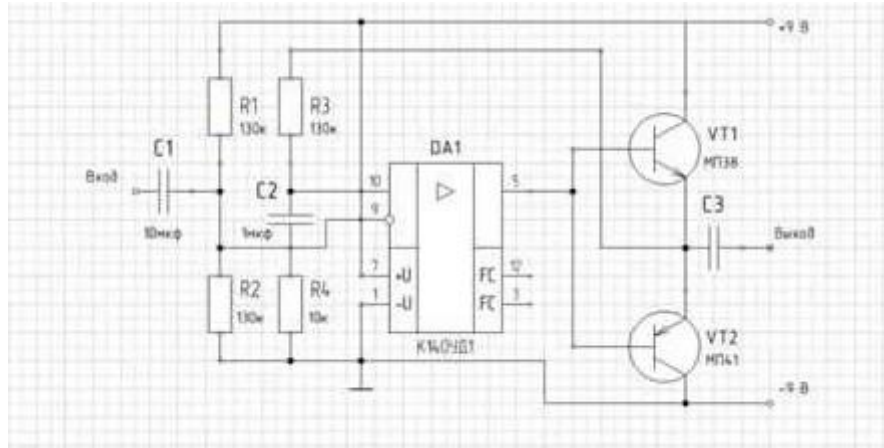 +9 В
R1
130к
R3
130к
C1
Вход
10мкф
C2
1мкф
DA1
10
9
5
7
+U
1
-U
FC
12
FC
3
К140УД1
R2
130к
R4
10к
VT1
МП38
C3
Выход
VT2
МП41
-9 В